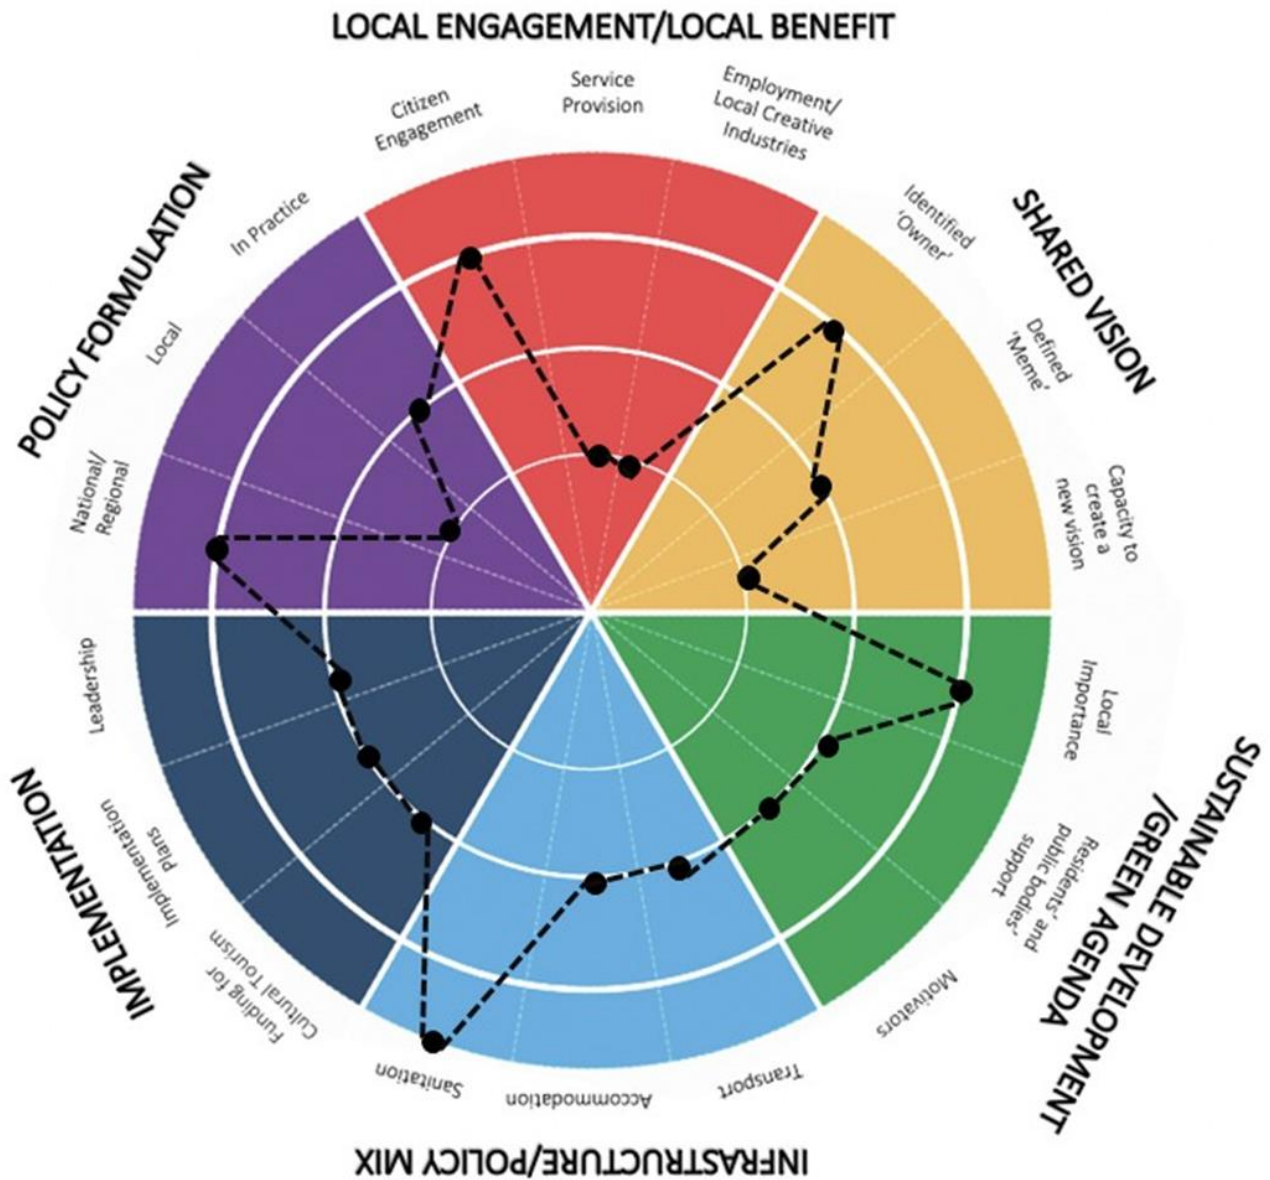 LOCAL ENGAGEMENT/LOCAL BENEFIT
Citizen
Engagement
Service
Provision
Employment/
Local Creative
Industries
SHARED VISION
Identified
‘Owner’
Defined
‘Meme’
Capacity to
create a
new vision
SUSTAINABLE DEVELOPMENT
/GREEN AGENDA
Local
Importance
Residents’ and
public bodies’
support
Motivators
INFRASTRUCTURE/POLICY MIX
Transport
Accommodation
Sanitation
IMPLEMENTATION
Funding for
Cultural Tourism
Implementation
Plans
Leadership
POLICY FORMULATION
National/
Regional
Local
In Practice